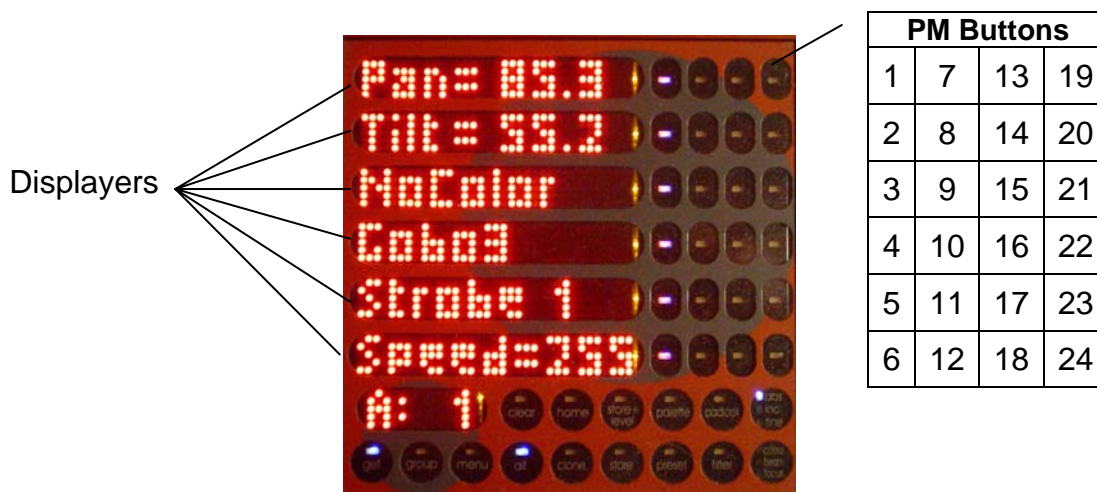 PM Buttons
Displayers
1 7 13 19
2 8 14 20
3 9 15 21
4 10 16 22
5 11 17 23
6 12 18 24
Pan= 85.3
Tilt= 55.2
NoColor
Gobo3
Strobe 1
Speed=255
A: 1
clear home store+ level palette padock abs inc fine
get group menu all clone store preset filter colour beam focus